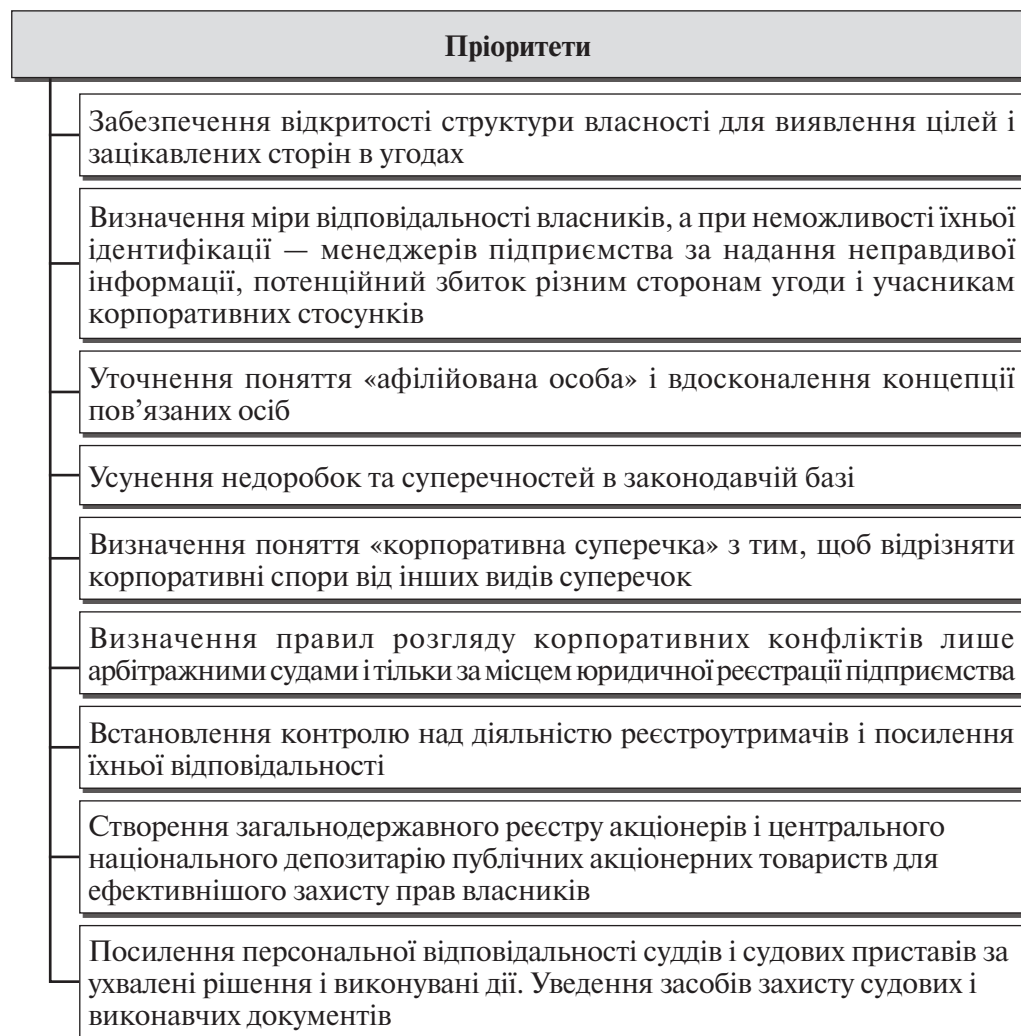 Пріоритети
Забезпечення відкритості структури власності для виявлення цілей і
зацікавлених сторін в угодах
Визначення міри відповідальності власників, а при неможливості їхньої
ідентифікації — менеджерів підприємства за надання неправдивої
інформації, потенційний збиток різним сторонам угоди і учасникам
корпоративних стосунків
Уточнення поняття «афілійована особа» і вдосконалення концепції
пов’язаних осіб
Усунення недоробок та суперечностей в законодавчій базі
Визначення поняття «корпоративна суперечка» з тим, щоб відрізняти
корпоративні спори від інших видів суперечок
Визначення правил розгляду корпоративних конфліктів лише
арбітражними судами і тільки за місцем юридичної реєстрації підприємства
Встановлення контролю над діяльністю реєстроутримачів і посилення
їхньої відповідальності
Створення загальнодержавного реєстру акціонерів і центрального
національного депозитарію публічних акціонерних товариств для
ефективнішого захисту прав власників
Посилення персональної відповідальності суддів і судових приставів за
ухвалені рішення і виконувані дії. Уведення засобів захисту судових і
виконавчих документів